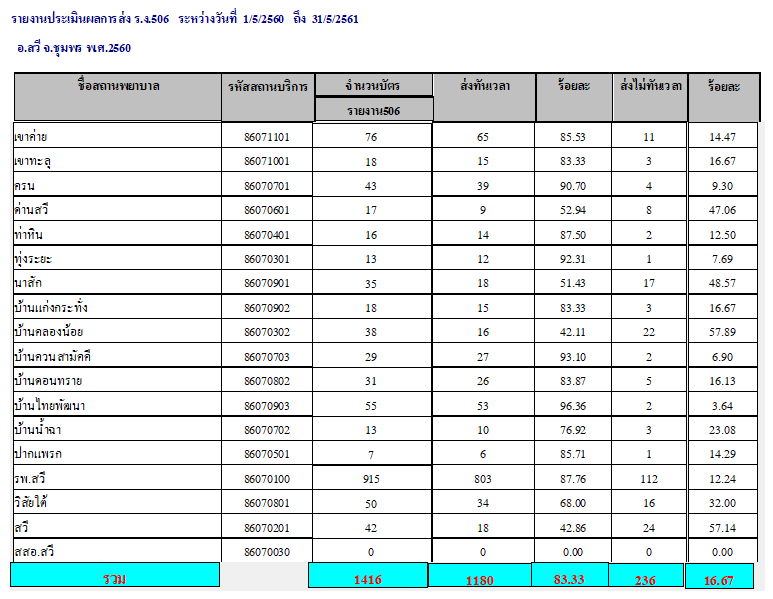 รายงานประเมินผลการส่ง ร.ง.506 ระหว่างวันที่ 1/5/2560 ถึง 31/5/2561
อ.สวี จ.ชุมพร พ.ศ.2560
ชื่อสถานพยาบาล รหัสสถานบริการ จำนวนบัตร ส่งทันเวลา ร้อยละ ส่งไม่ทันเวลา ร้อยละ
รายงาน506
เขาค่าย 86071101 76 65 85.53 11 14.47
เขาทะลุ 86071001 18 15 83.33 3 16.67
ครน 86070701 43 39 90.70 4 9.30
ด่านสวี 86070601 17 9 52.94 8 47.06
ท่าหิน 86070401 16 14 87.50 2 12.50
ทุ่งระยะ 86070301 13 12 92.31 1 7.69
นาสัก 86070901 35 18 51.43 17 48.57
บ้านแก่งกระทั่ง 86070902 18 15 83.33 3 16.67
บ้านคลองน้อย 86070302 38 16 42.11 22 57.89
บ้านควนสามัคคี 86070703 29 27 93.10 2 6.90
บ้านดอนทราย 86070802 31 26 83.87 5 16.13
บ้านไทยพัฒนา 86070903 55 53 96.36 2 3.64
บ้านน้ำฉา 86070702 13 10 76.92 3 23.08
ปากแพรก 86070501 7 6 85.71 1 14.29
รพ.สวี 86070100 915 803 87.76 112 12.24
วิสัยใต้ 86070801 50 34 68.00 16 32.00
สวี 86070201 42 18 42.86 24 57.14
สสอ.สวี 86070030 0 0 0.00 0 0.00
รวม 1416 1180 83.33 236 16.67